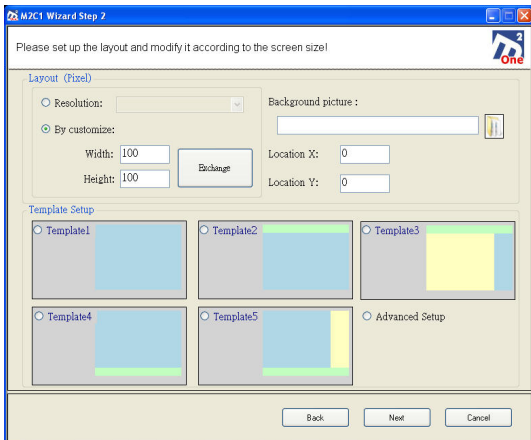 M2C1 Wizard Step 2
Please set up the layout and modify it according to the screen size!
2
One
Layout (Pixel)
Resolution:
By customize:
Width: 100
Height: 100
Exchange
Background picture :
Location X: 0
Location Y: 0
Template Setup
Template1
Template2
Template3
Template4
Template5
Advanced Setup
Back
Next
Cancel